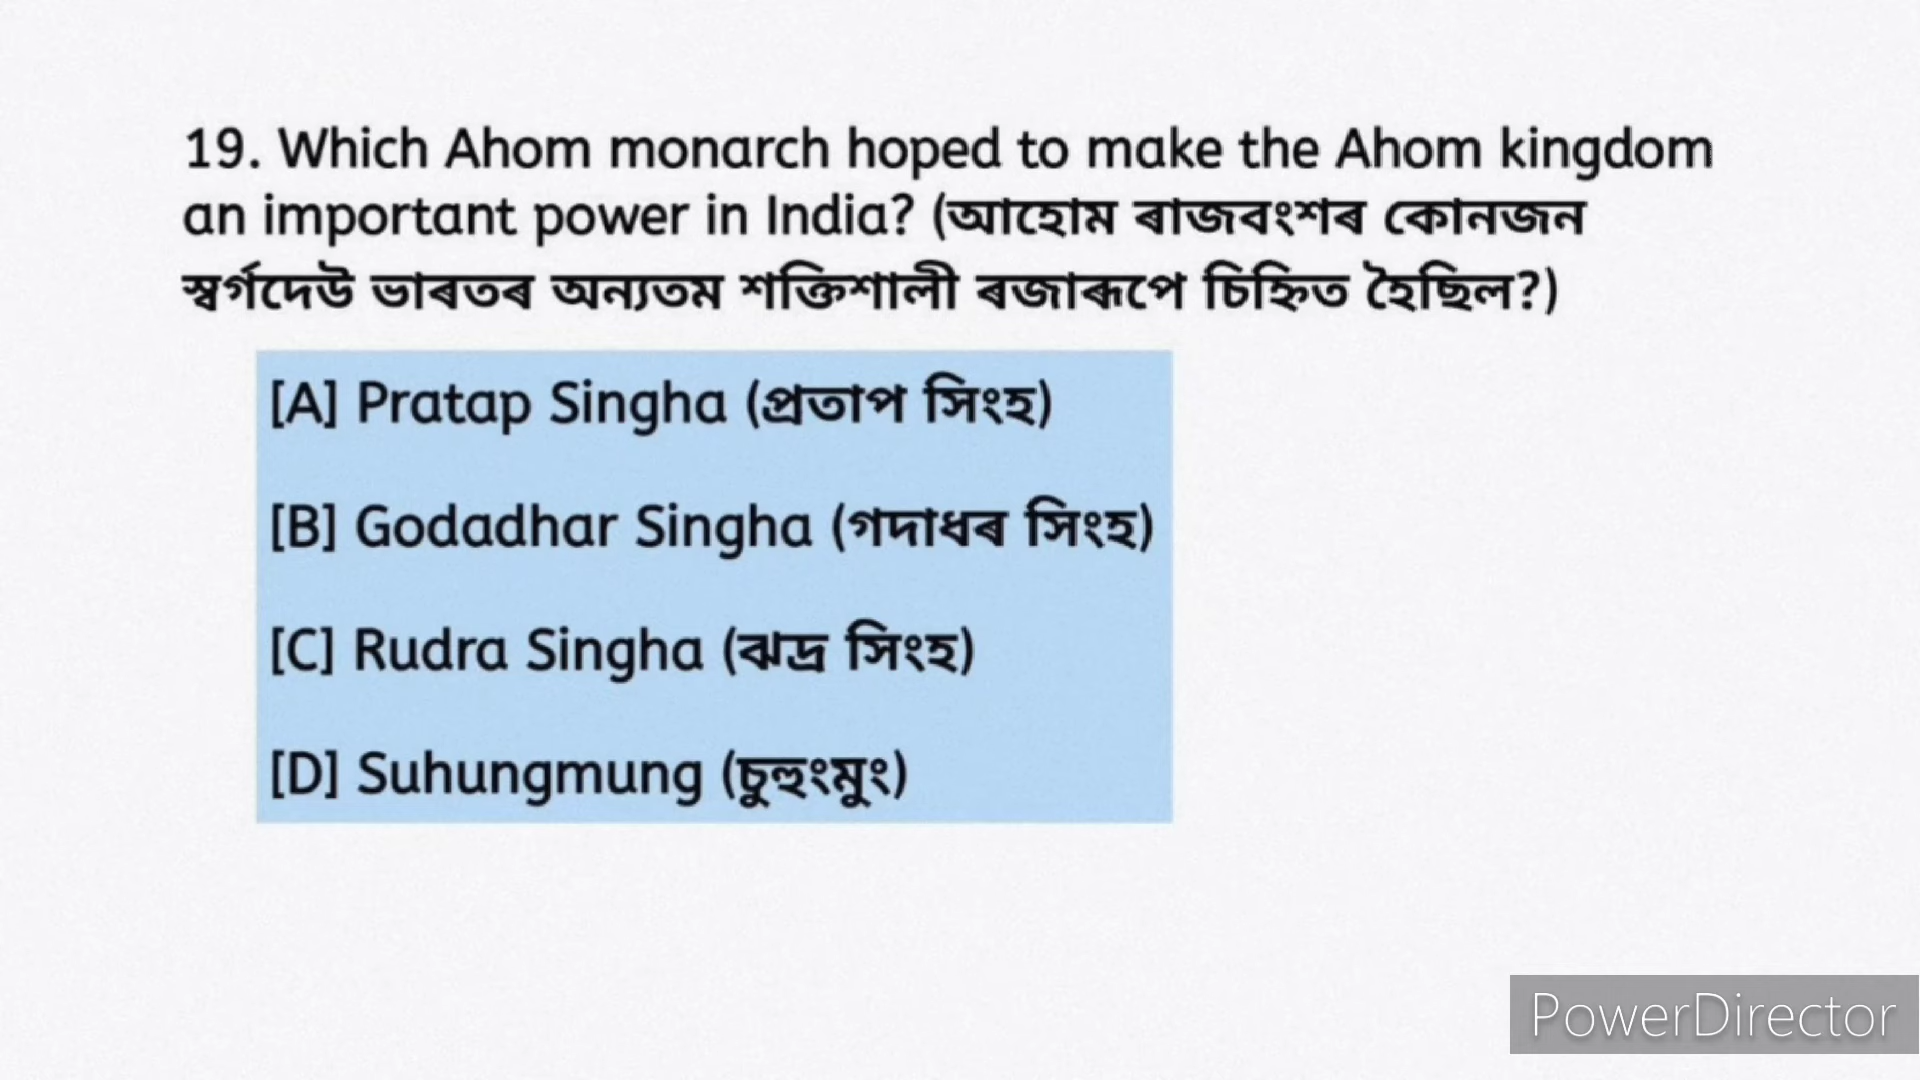 19. Which Ahom monarch hoped to make the Ahom kingdom
an important power in India? (আহোম ৰাজবংশৰ কোনজন
স্বৰ্গদেউ ভাৰতৰ অন্যতম শক্তিশালী ৰজাৰূপে চিহ্নিত হৈছিল?)
[A] Pratap Singha (প্ৰতাপ সিংহ)
[B] Godadhar Singha (গদাধৰ সিংহ)
[C] Rudra Singha (ঝদ্ৰ সিংহ)
[D] Suhungmung (চুহুংমুং)
PowerDirector